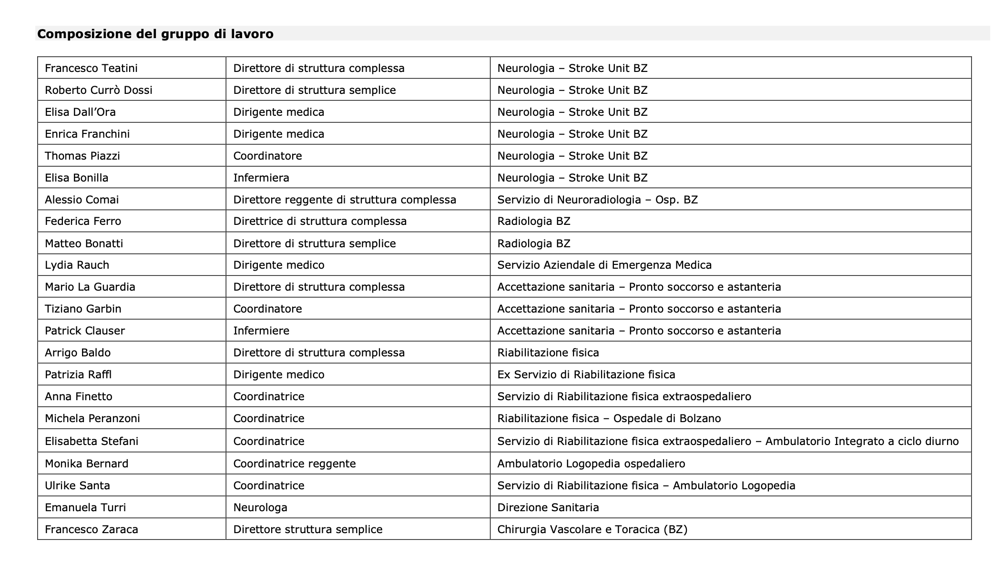 Composizione del gruppo di lavoro
Francesco Teatini Direttore di struttura complessa Neurologia – Stroke Unit BZ
Roberto Currò Dossi Direttore di struttura semplice Neurologia – Stroke Unit BZ
Elisa Dall’Ora Dirigente medica Neurologia – Stroke Unit BZ
Enrica Franchini Dirigente medica Neurologia – Stroke Unit BZ
Thomas Piazzi Coordinatore Neurologia – Stroke Unit BZ
Elisa Bonilla Infermiera Neurologia – Stroke Unit BZ
Alessio Comai Direttore reggente di struttura complessa Servizio di Neuroradiologia – Osp. BZ
Federica Ferro Direttrice di struttura complessa Radiologia BZ
Matteo Bonatti Direttore di struttura semplice Radiologia BZ
Lydia Rauch Dirigente medico Servizio Aziendale di Emergenza Medica
Mario La Guardia Direttore di struttura complessa Accettazione sanitaria – Pronto soccorso e astanteria
Tiziano Garbin Coordinatore Accettazione sanitaria – Pronto soccorso e astanteria
Patrick Clauser Infermiere Accettazione sanitaria – Pronto soccorso e astanteria
Arrigo Baldo Direttore di struttura complessa Riabilitazione fisica
Patrizia Raffl Dirigente medico Ex Servizio di Riabilitazione fisica
Anna Finetto Coordinatrice Servizio di Riabilitazione fisica extraospedaliero
Michela Peranzoni Coordinatrice Riabilitazione fisica – Ospedale di Bolzano
Elisabetta Stefani Coordinatrice Servizio di Riabilitazione fisica extraospedaliero – Ambulatorio Integrato a ciclo diurno
Monika Bernard Coordinatrice reggente Ambulatorio Logopedia ospedaliero
Ulrike Santa Coordinatrice Servizio di Riabilitazione fisica – Ambulatorio Logopedia
Emanuela Turri Neurologa Direzione Sanitaria
Francesco Zaraca Direttore struttura semplice Chirurgia Vascolare e Toracica (BZ)